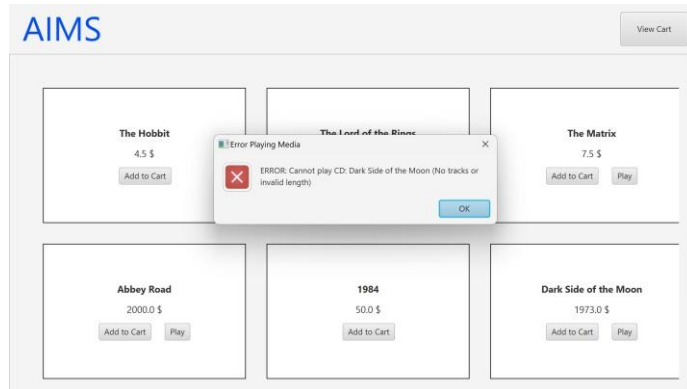 AIMS
View Cart
The Hobbit
4.5 $
Add to Cart
The Lord of the Rings
The Matrix
7.5 $
Add to Cart
Play
Error Playing Media
ERROR: Cannot play CD: Dark Side of the Moon (No tracks or
invalid length)
OK
Abbey Road
2000.0 $
Add to Cart
Play
1984
50.0 $
Add to Cart
Dark Side of the Moon
1973.0 $
Add to Cart
Play